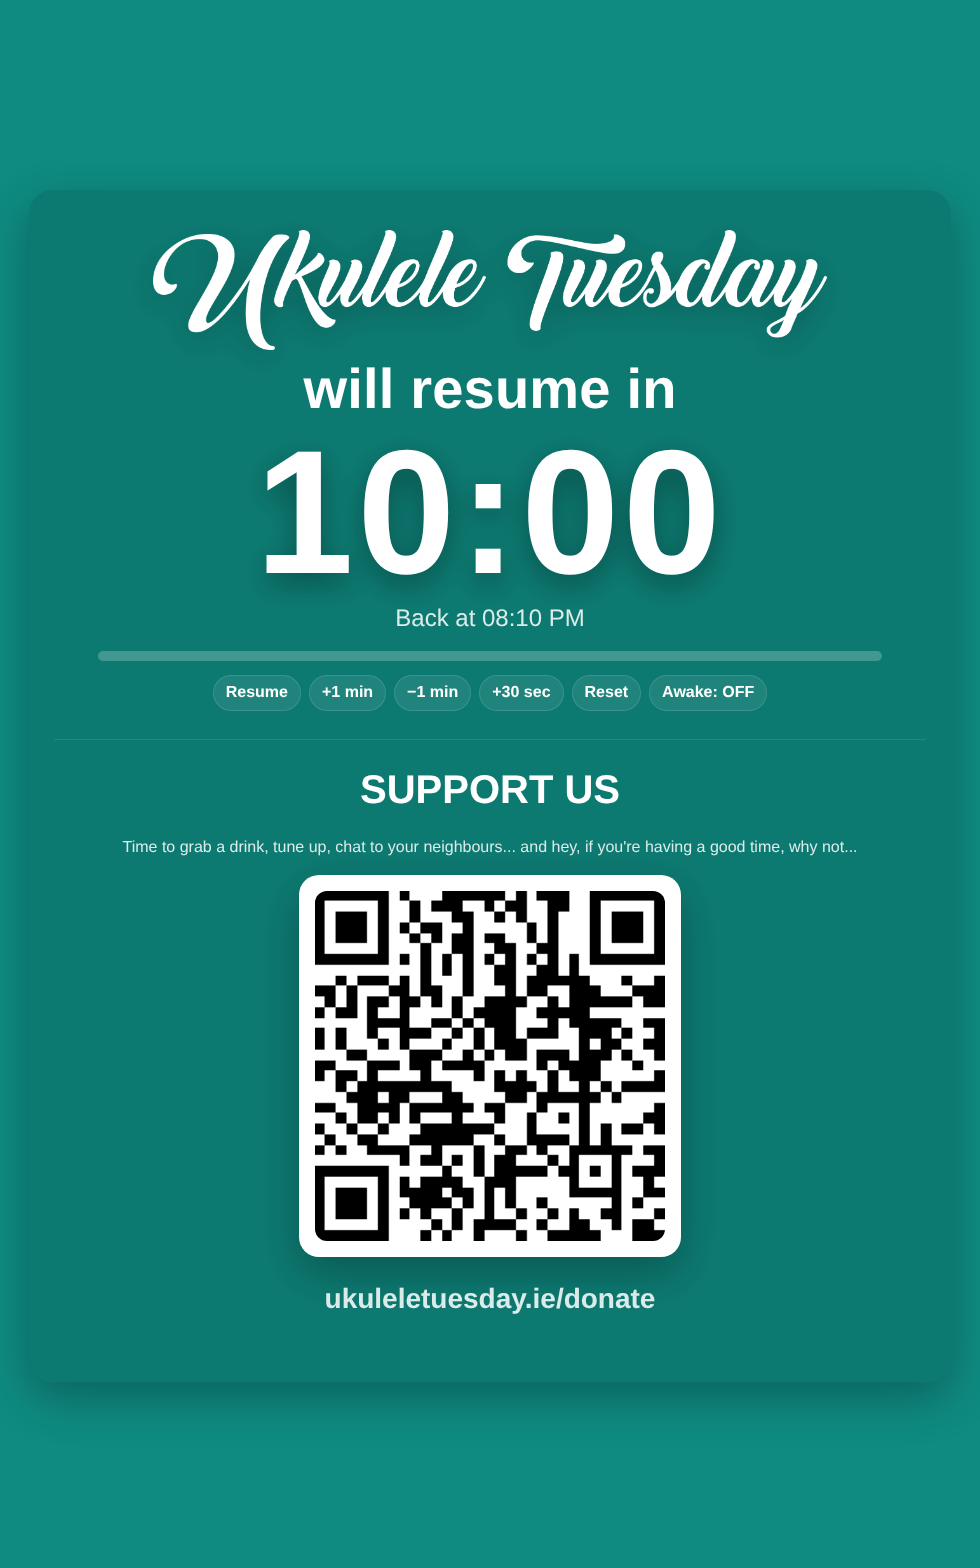 Ukulele Tuesday
will resume in
10:00
Back at 08:10 PM
Resume +1 min −1 min +30 sec Reset Awake: OFF
SUPPORT US
Time to grab a drink, tune up, chat to your neighbours... and hey, if you're having a good time, why not...
ukuleletuesday.ie/donate